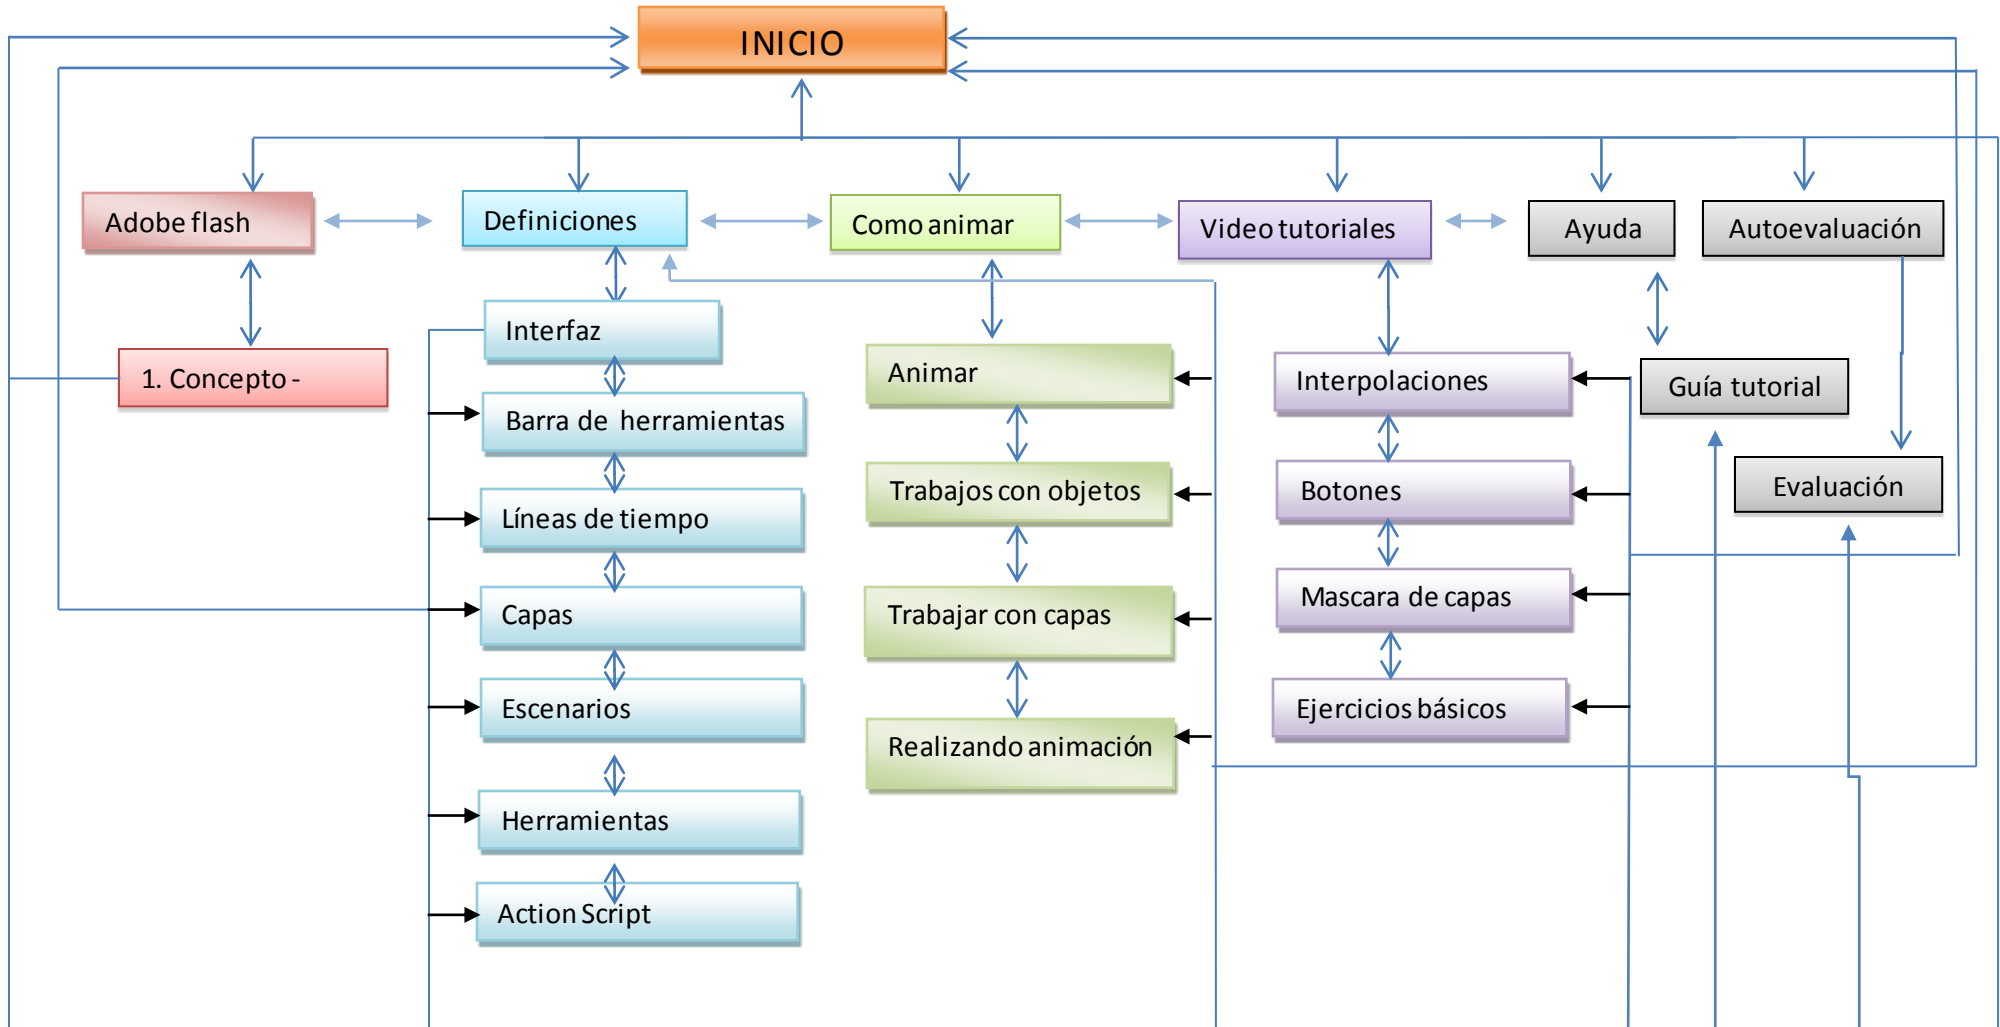 INICIO
Adobe flash
Definiciones
Como animar
Video tutoriales
Ayuda
Autoevaluación
1. Concepto -
Interfaz
Barra de herramientas
Líneas de tiempo
Capas
Escenarios
Herramientas
Action Script
Animar
Trabajos con objetos
Trabajar con capas
Realizando animación
Interpolaciones
Botones
Mascara de capas
Ejercicios básicos
Guía tutorial
Evaluación